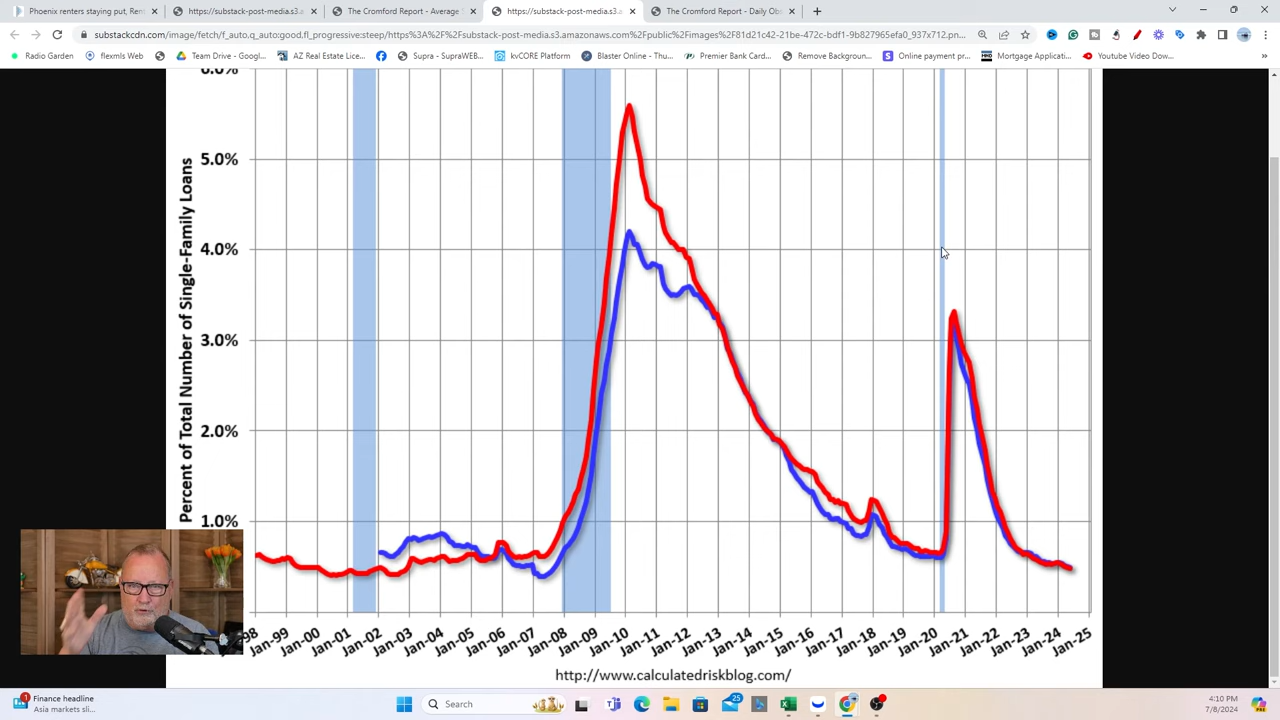 Phoenix renters staying put, Ren
https://substack-post-media.s3.a
The Cromford Report - Average S
https://substack-post-media.s3.a
The Cromford Report - Daily Obs
substackcdn.com/image/fetch/f_auto,q_auto:good,fl_progressive:steep/https%3A%2F%2Fsubstack-post-media.s3.amazonaws.com%2Fpublic%2Fimages%2F81d21c42-21be-472c-bdf1-9b827965efa0_937x712.pn...
Radio Garden
flexmls Web
Team Drive - Googl...
AZ Real Estate Lice...
Supra - SupraWEB...
kvCORE Platform
Blaster Online - Thu...
Premier Bank Card...
Remove Backgroun...
Online payment pr...
Mortgage Applicati...
Youtube Video Dow...
6.0%
5.0%
4.0%
3.0%
2.0%
1.0%
Percent of Total Number of Single-Family Loans
98
Jan-99
Jan-00
Jan-01
Jan-02
Jan-03
Jan-04
Jan-05
Jan-06
Jan-07
Jan-08
Jan-09
Jan-10
Jan-11
Jan-12
Jan-13
Jan-14
Jan-15
Jan-16
Jan-17
Jan-18
Jan-19
Jan-20
Jan-21
Jan-22
Jan-23
Jan-24
Jan-25
http://www.calculatedriskblog.com/
1
Finance headline
Asia markets sli...
Search
25
4:10 PM
7/8/2024